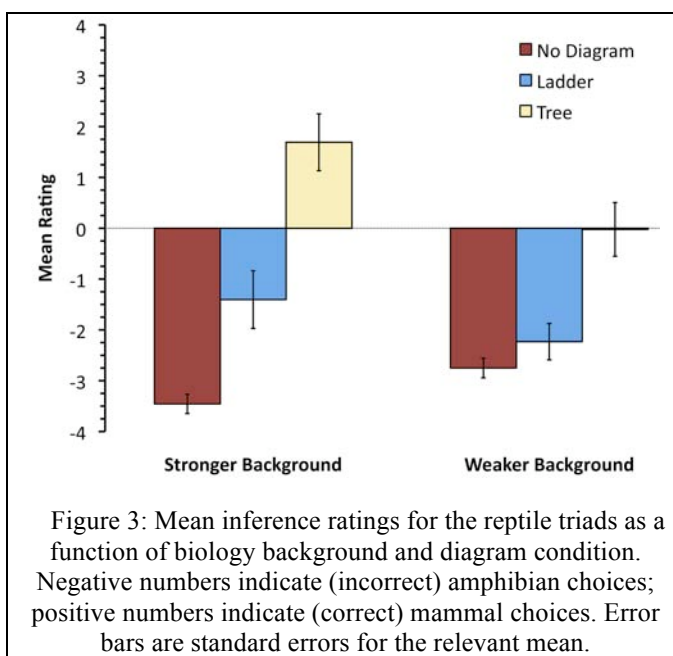 4
3
2
1
0
-1
-2
-3
-4
Mean Rating
No Diagram
Ladder
Tree
Stronger Background
Weaker Background
Figure 3: Mean inference ratings for the reptile triads as a
function of biology background and diagram condition.
Negative numbers indicate (incorrect) amphibian choices;
positive numbers indicate (correct) mammal choices. Error
bars are standard errors for the relevant mean.